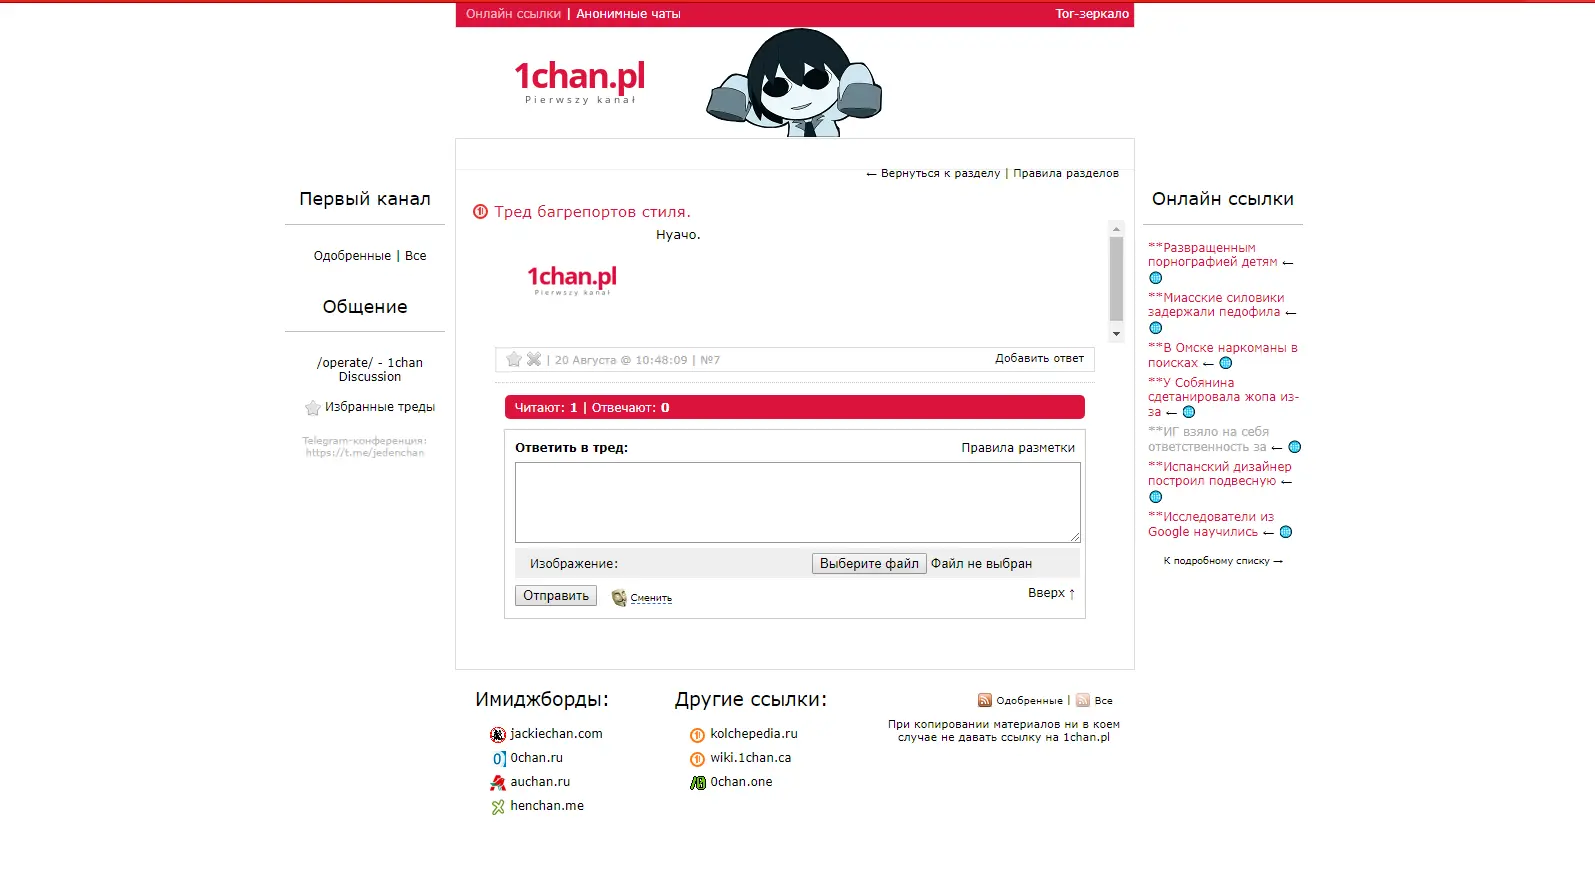 Онлайн ссылки | Анонимные чаты
Tor-зеркало
1chan.pl
Pierwszy kanał
← Вернуться к разделу | Правила разделов
Первый канал
Одобренные | Все
Общение
/operate/ - 1chan
Discussion
Избранные треды
Telegram-конференция:
https://t.me/jedenchan
Тред багрепортов стиля.
Нуачо.
1chan.pl
Pierwszy kanał
| 20 Августа @ 10:48:09 | №7
Добавить ответ
Читают: 1 | Отвечают: 0
Ответить в тред:
Правила разметки
Изображение:
Выберите файл
Файл не выбран
Отправить
Сменить
Вверх ↑
Онлайн ссылки
**Развращенным
порнографией детям ←
**Миасские силовики
задержали педофила ←
**В Омске наркоманы в
поисках ←
**У Собянина
сдетанировала жопа из-
за ←
**ИГ взяло на себя
ответственность за ←
**Испанский дизайнер
построил подвесную ←
**Исследователи из
Google научились ←
К подробному списку →
Имиджборды:
jackiechan.com
0chan.ru
auchan.ru
henchan.me
Другие ссылки:
kolchepedia.ru
wiki.1chan.ca
0chan.one
Одобренные | Все
При копировании материалов ни в коем
случае не давать ссылку на 1chan.pl